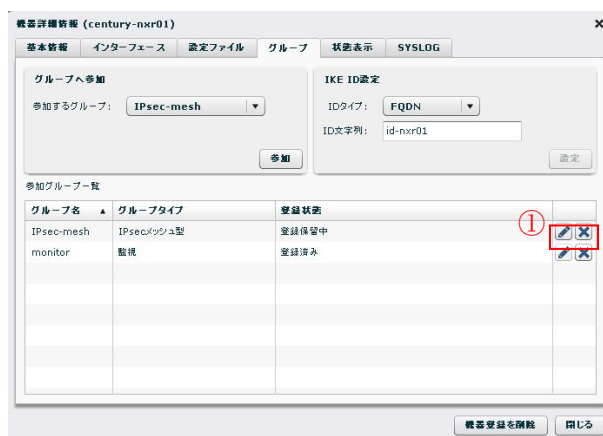 機器詳細情報 (century-nxr01)
基本情報 インターフェース 設定ファイル グループ 状態表示 SYSLOG
グループへ参加
参加するグループ: IPsec-mesh
参加
IKE ID設定
IDタイプ: FQDN
ID文字列: id-nxr01
設定
参加グループ一覧
グループ名 ▲ グループタイプ 登録状態
①
IPsec-mesh IPsecメッシュ型 登録保留中
monitor 監視 登録済み
機器登録を削除 閉じる